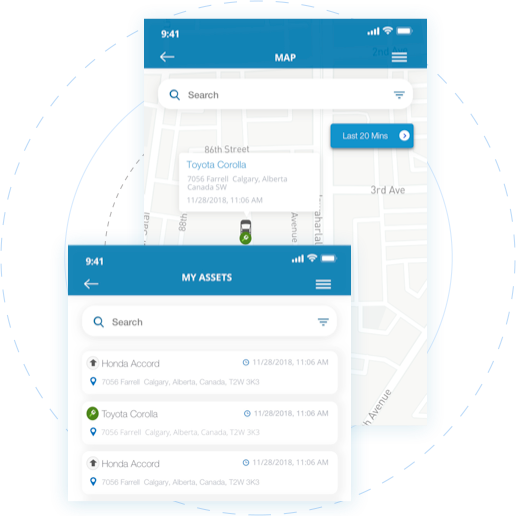 9:41
MAP
2nd Ave
Search
Last 20 Mins
86th Street
Toyota Corolla
7056 Farrell Calgary, Alberta
Canada SW
11/28/2018, 11:06 AM
3rd Ave
Avenue
9:41
MY ASSETS
Search
Honda Accord
11/28/2018, 11:06 AM
7056 Farrell Calgary, Alberta, Canada, T2W 3K3
Toyota Corolla
11/28/2018, 11:06 AM
7056 Farrell Calgary, Alberta, Canada, T2W 3K3
Honda Accord
11/28/2018, 11:06 AM
7056 Farrell Calgary, Alberta, Canada, T2W 3K3
h Avenue